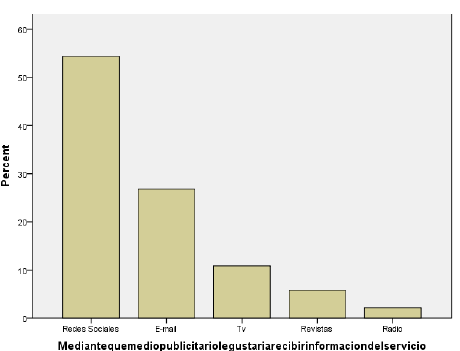 60
50
40
30
20
10
0
Percent
Redes Sociales E-mail Tv Revistas Radio
Mediantequemediopublicitariolegustariarecibirinformaciondelservicio